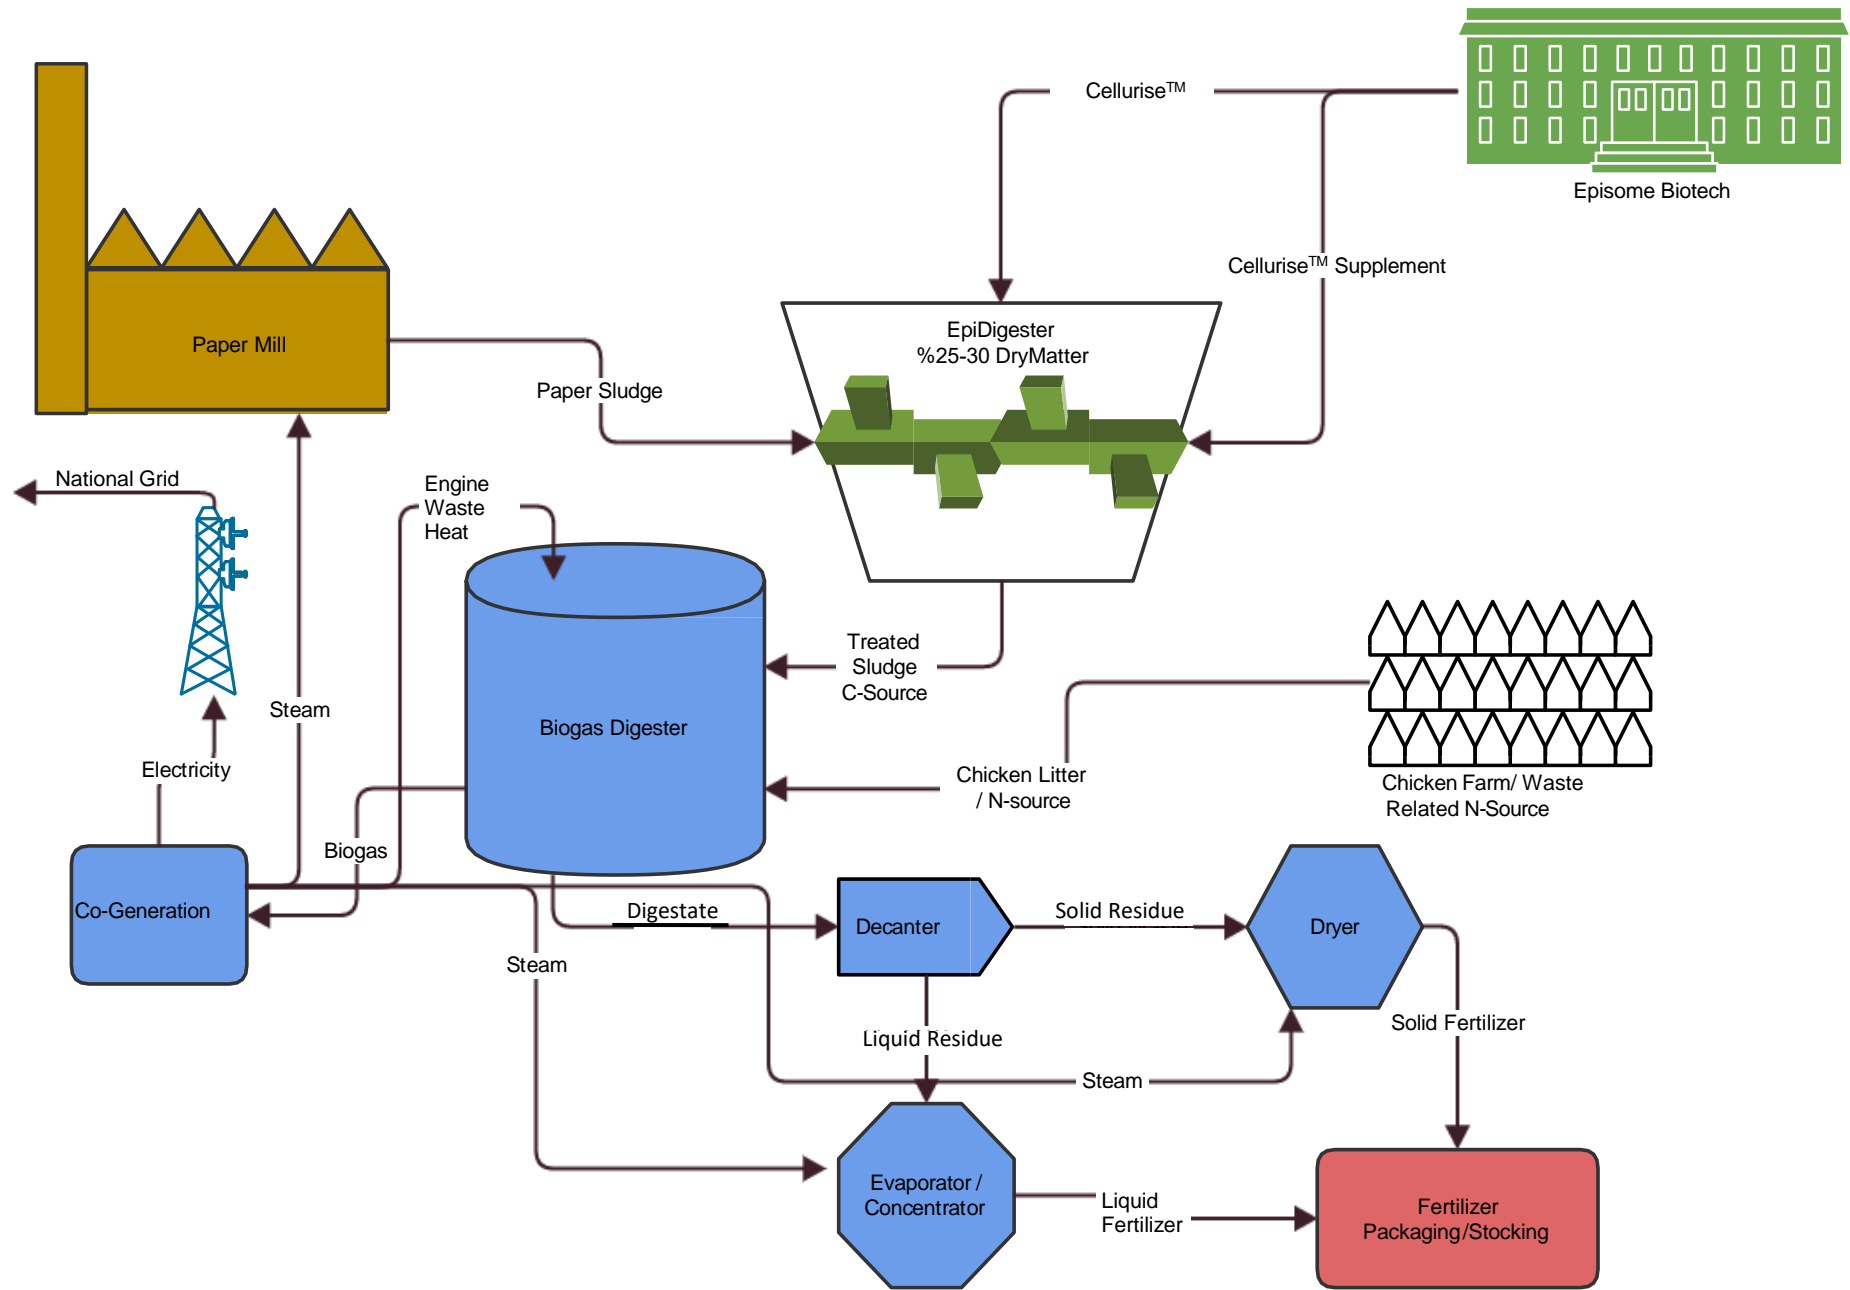 Cellurise™
Episome Biotech
Cellurise™ Supplement
EpiDigester
%25-30 DryMatter
Paper Mill
Paper Sludge
National Grid
Engine
Waste
Heat
Treated
Sludge
C-Source
Steam
Biogas Digester
Electricity
Chicken Litter
/ N-source
Chicken Farm/ Waste
Related N-Source
Biogas
Co-Generation
Digestate
Decanter
Solid Residue
Dryer
Steam
Liquid Residue
Solid Fertilizer
Steam
Evaporator /
Concentrator
Liquid
Fertilizer
Fertilizer
Packaging/Stocking